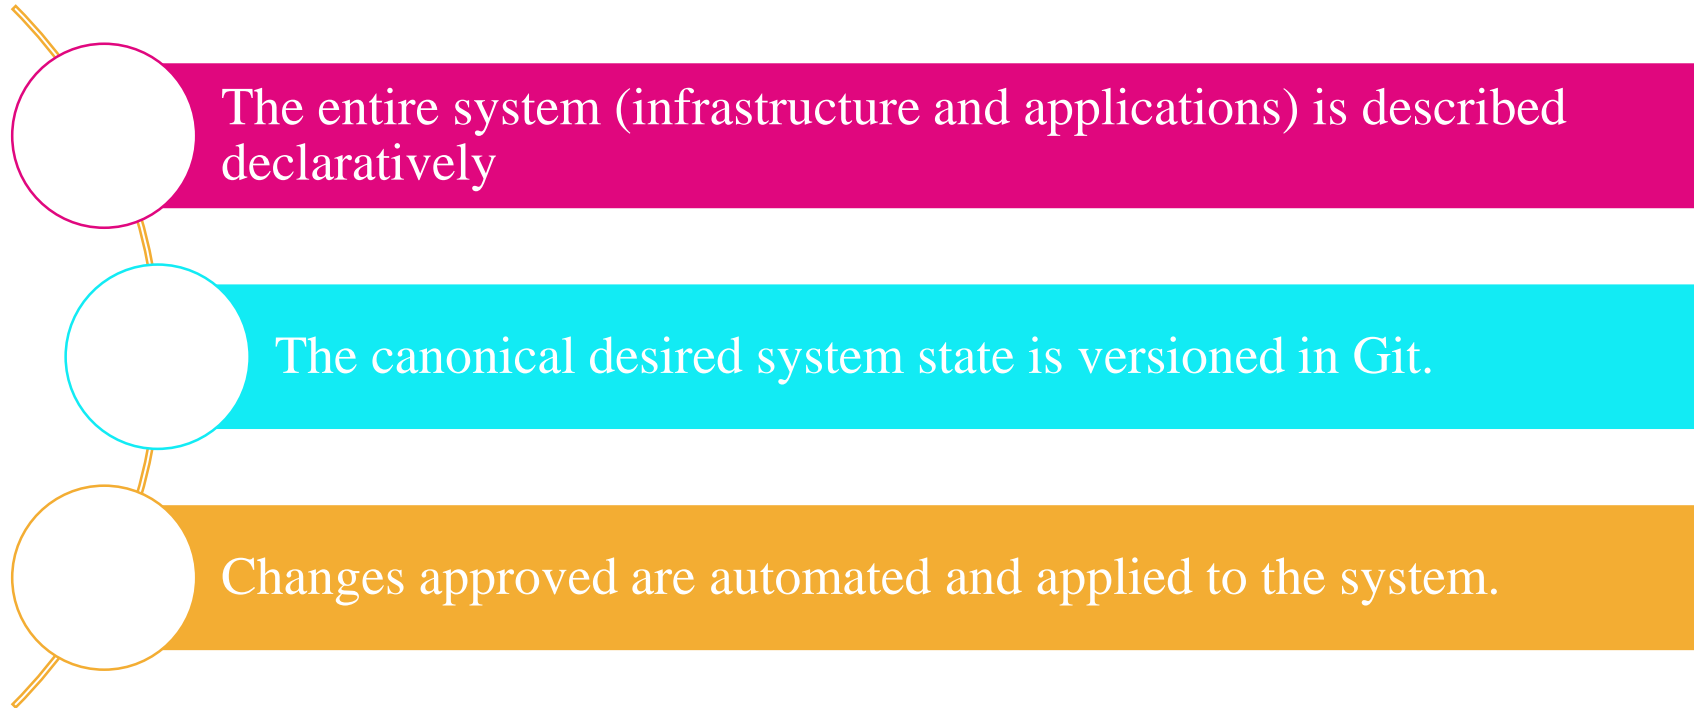 The entire system (infrastructure and applications) is described
declaratively
The canonical desired system state is versioned in Git.
Changes approved are automated and applied to the system.